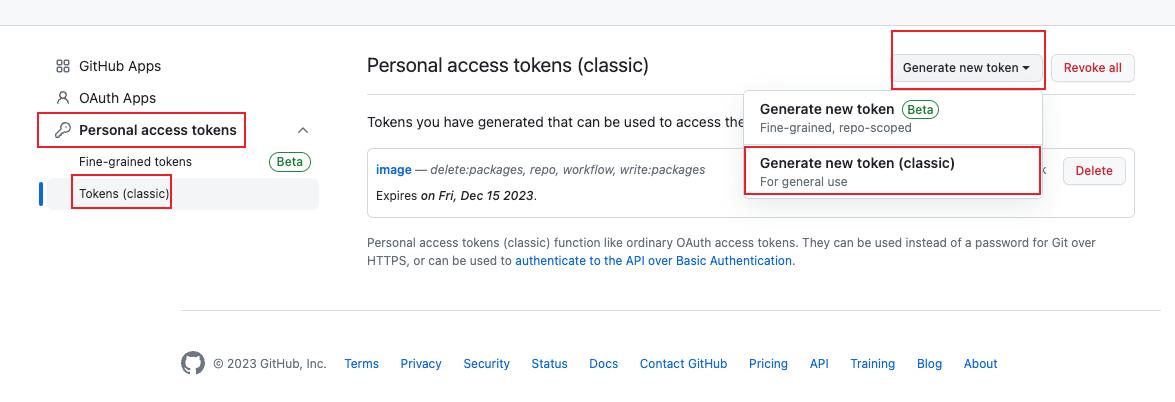 GitHub Apps
OAuth Apps
Personal access tokens
Fine-grained tokens Beta
Tokens (classic)
Personal access tokens (classic)
Generate new token
Revoke all
Generate new token Beta
Fine-grained, repo-scoped
Generate new token (classic)
For general use
Tokens you have generated that can be used to access the
image — delete:packages, repo, workflow, write:packages
Delete
Expires on Fri, Dec 15 2023.
Personal access tokens (classic) function like ordinary OAuth access tokens. They can be used instead of a password for Git over
HTTPS, or can be used to authenticate to the API over Basic Authentication.
© 2023 GitHub, Inc. Terms Privacy Security Status Docs Contact GitHub Pricing API Training Blog About